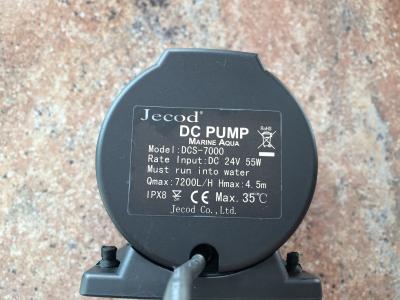 Jecod®
DC PUMP
MARINE AQUA
Model:DCS-7000
Rate Input:DC 24V 55W
Must run into water
Qmax:7200L/H Hmax:4.5m
IPX8 CE Max.35℃
Jecod Co.,Ltd.
RoHS